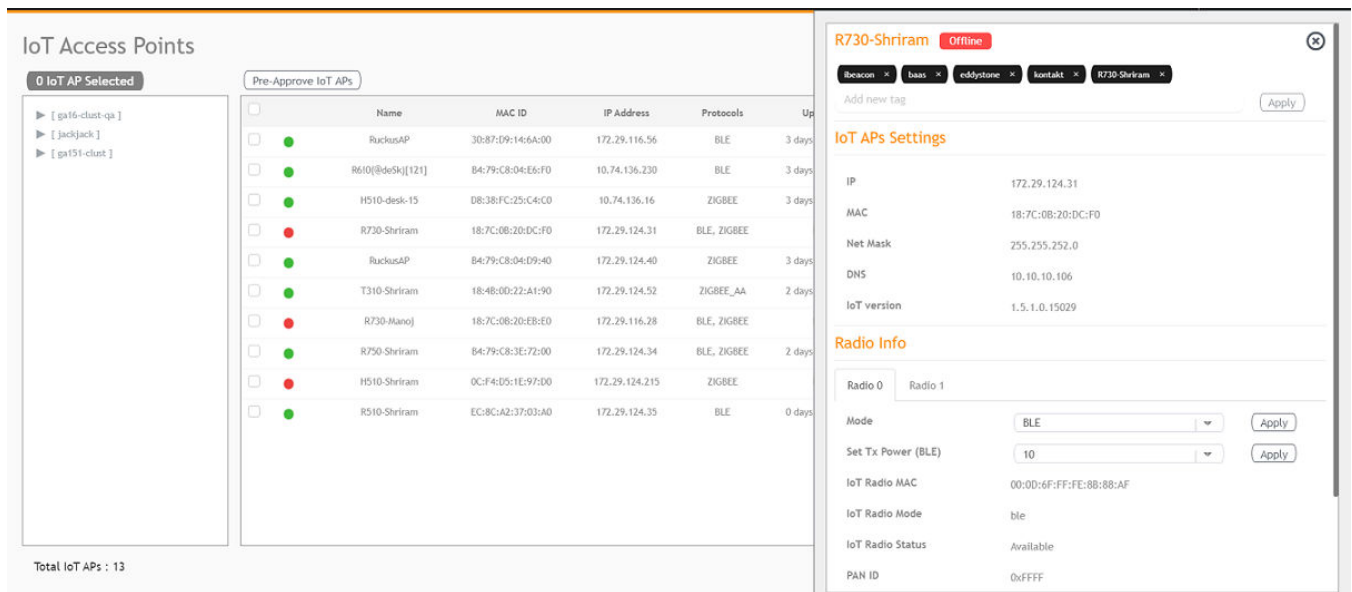 IoT Access Points
0 IoT AP Selected
Pre-Approve IoT APs
▶ [ ga16-clust-qa ]
▶ [ jackjack ]
▶ [ ga151-clust ]
Name MAC ID IP Address Protocols Up
RuckusAP 30:87:D9:14:6A:00 172.29.116.56 BLE 3 days
R610(@deSk)[121] B4:79:C8:04:E6:F0 10.74.136.230 BLE 3 days
H510-desk-15 D8:38:FC:25:C4:C0 10.74.136.16 ZIGBEE 3 days
R730-Shriram 18:7C:0B:20:DC:F0 172.29.124.31 BLE, ZIGBEE
RuckusAP B4:79:C8:04:D9:40 172.29.124.40 ZIGBEE 3 days
T310-Shriram 18:4B:0D:22:A1:90 172.29.124.52 ZIGBEE_AA 2 days
R730-Manoj 18:7C:0B:20:EB:E0 172.29.116.28 BLE, ZIGBEE
R750-Shriram B4:79:C8:3E:72:00 172.29.124.34 BLE, ZIGBEE 2 days
H510-Shriram 0C:F4:D5:1E:97:D0 172.29.124.215 ZIGBEE
R510-Shriram EC:8C:A2:37:03:A0 172.29.124.35 BLE 0 days
Total IoT APs : 13
R730-Shriram Offline
ibeacon × baas × eddystone × kontakt × R730-Shriram ×
Add new tag Apply
IoT APs Settings
IP 172.29.124.31
MAC 18:7C:0B:20:DC:F0
Net Mask 255.255.252.0
DNS 10.10.10.106
IoT version 1.5.1.0.15029
Radio Info
Radio 0 Radio 1
Mode BLE Apply
Set Tx Power (BLE) 10 Apply
IoT Radio MAC 00:0D:6F:FF:FE:8B:88:AF
IoT Radio Mode ble
IoT Radio Status Available
PAN ID 0xFFFF